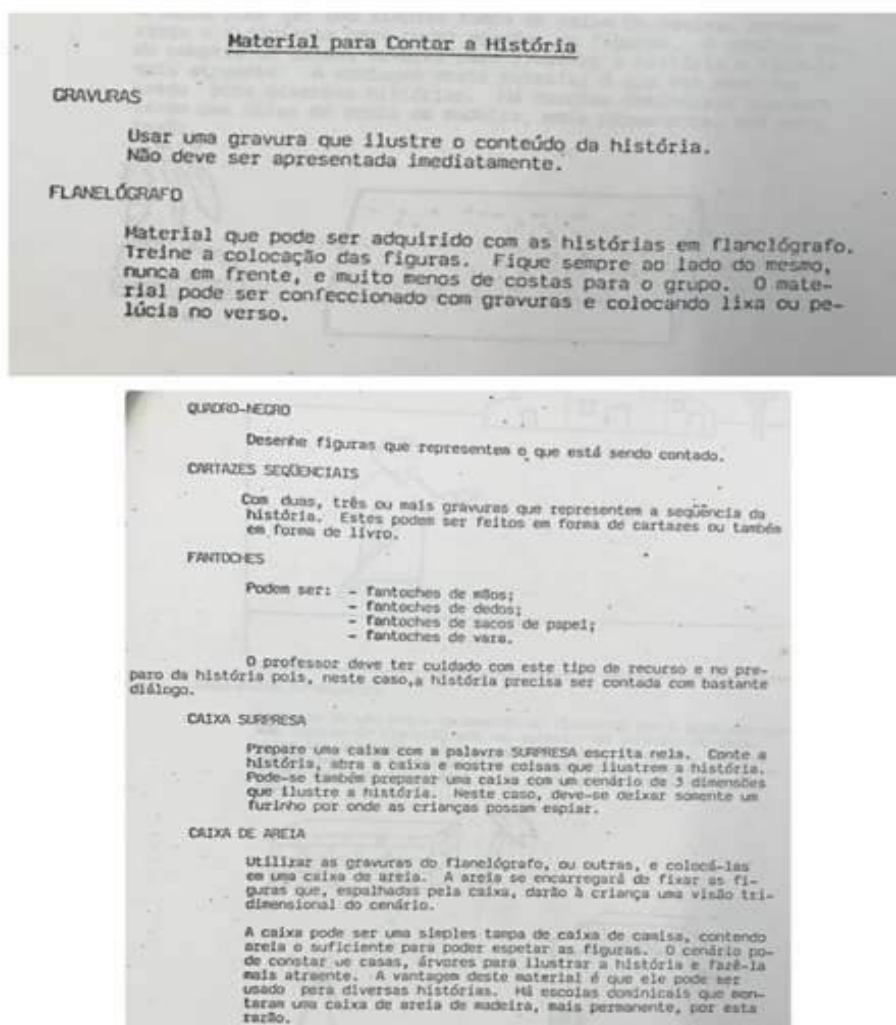 Material para Contar a História
GRAVURAS
Usar uma gravura que ilustre o conteúdo da história.
Não deve ser apresentada imediatamente.
FLANELÓGRAFO
Material que pode ser adquirido com as histórias em flanelógrafo.
Treine a colocação das figuras. Fique sempre ao lado do mesmo,
nunca em frente, e muito menos de costas para o grupo. O mate-
rial pode ser confeccionado com gravuras e colocando lixa ou pe-
lúcia no verso.
QUADRO-NEGRO
Desenhe figuras que representem o que está sendo contado.
CARTAZES SEQÜENCIAIS
Com duas, três ou mais gravuras que representem a seqüência da
história. Estes podem ser feitos em forma de cartazes ou também
em forma de livro.
FANTOCHES
Podem ser: - fantoches de mãos;
- fantoches de dedos;
- fantoches de sacos de papel;
- fantoches de vara.
O professor deve ter cuidado com este tipo de recurso e no pre-
paro da história pois, neste caso,a história precisa ser contada com bastante
diálogo.
CAIXA SURPRESA
Prepare uma caixa com a palavra SURPRESA escrita nela. Conte a
história, abra a caixa e mostre coisas que ilustrem a história.
Pode-se também preparar uma caixa com um cenário de 3 dimensões
que ilustre a história. Neste caso, deve-se deixar somente um
furinho por onde as crianças possam espiar.
CAIXA DE AREIA
Utilizar as gravuras do flanelógrafo, ou outras, e colocá-las
em uma caixa de areia. A areia se encarregará de fixar as fi-
guras que, espalhadas pela caixa, darão à criança uma visão tri-
dimensional do cenário.
A caixa pode ser uma simples tampa de caixa de camisa, contendo
areia o suficiente para poder espetar as figuras. O cenário po-
de constar de casas, árvores para ilustrar a história e fazê-la
mais atraente. A vantagem deste material é que ele pode ser
usado para diversas histórias. Há escolas dominicais que mon-
taram uma caixa de areia de madeira, mais permanente, por esta
razão.